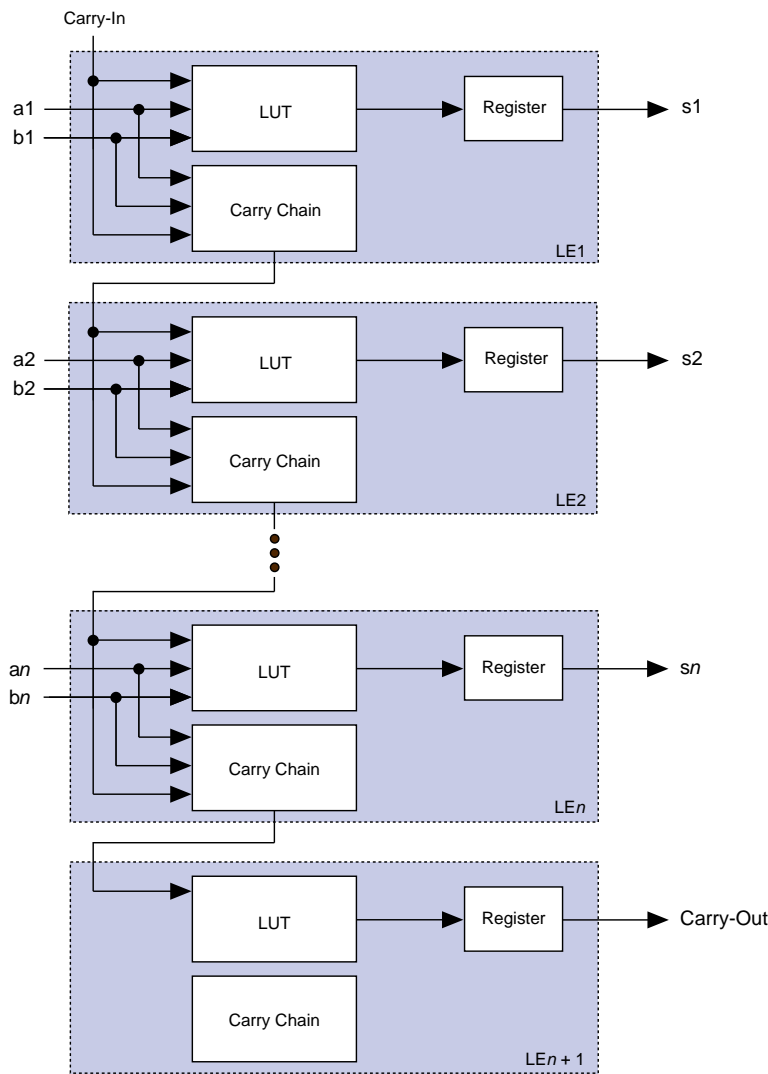 Carry-In
a1
b1
LUT
Register
s1
Carry Chain
LE1
a2
b2
LUT
Register
s2
Carry Chain
LE2
an
bn
LUT
Register
sn
Carry Chain
LEn
LUT
Register
Carry-Out
Carry Chain
LEn + 1